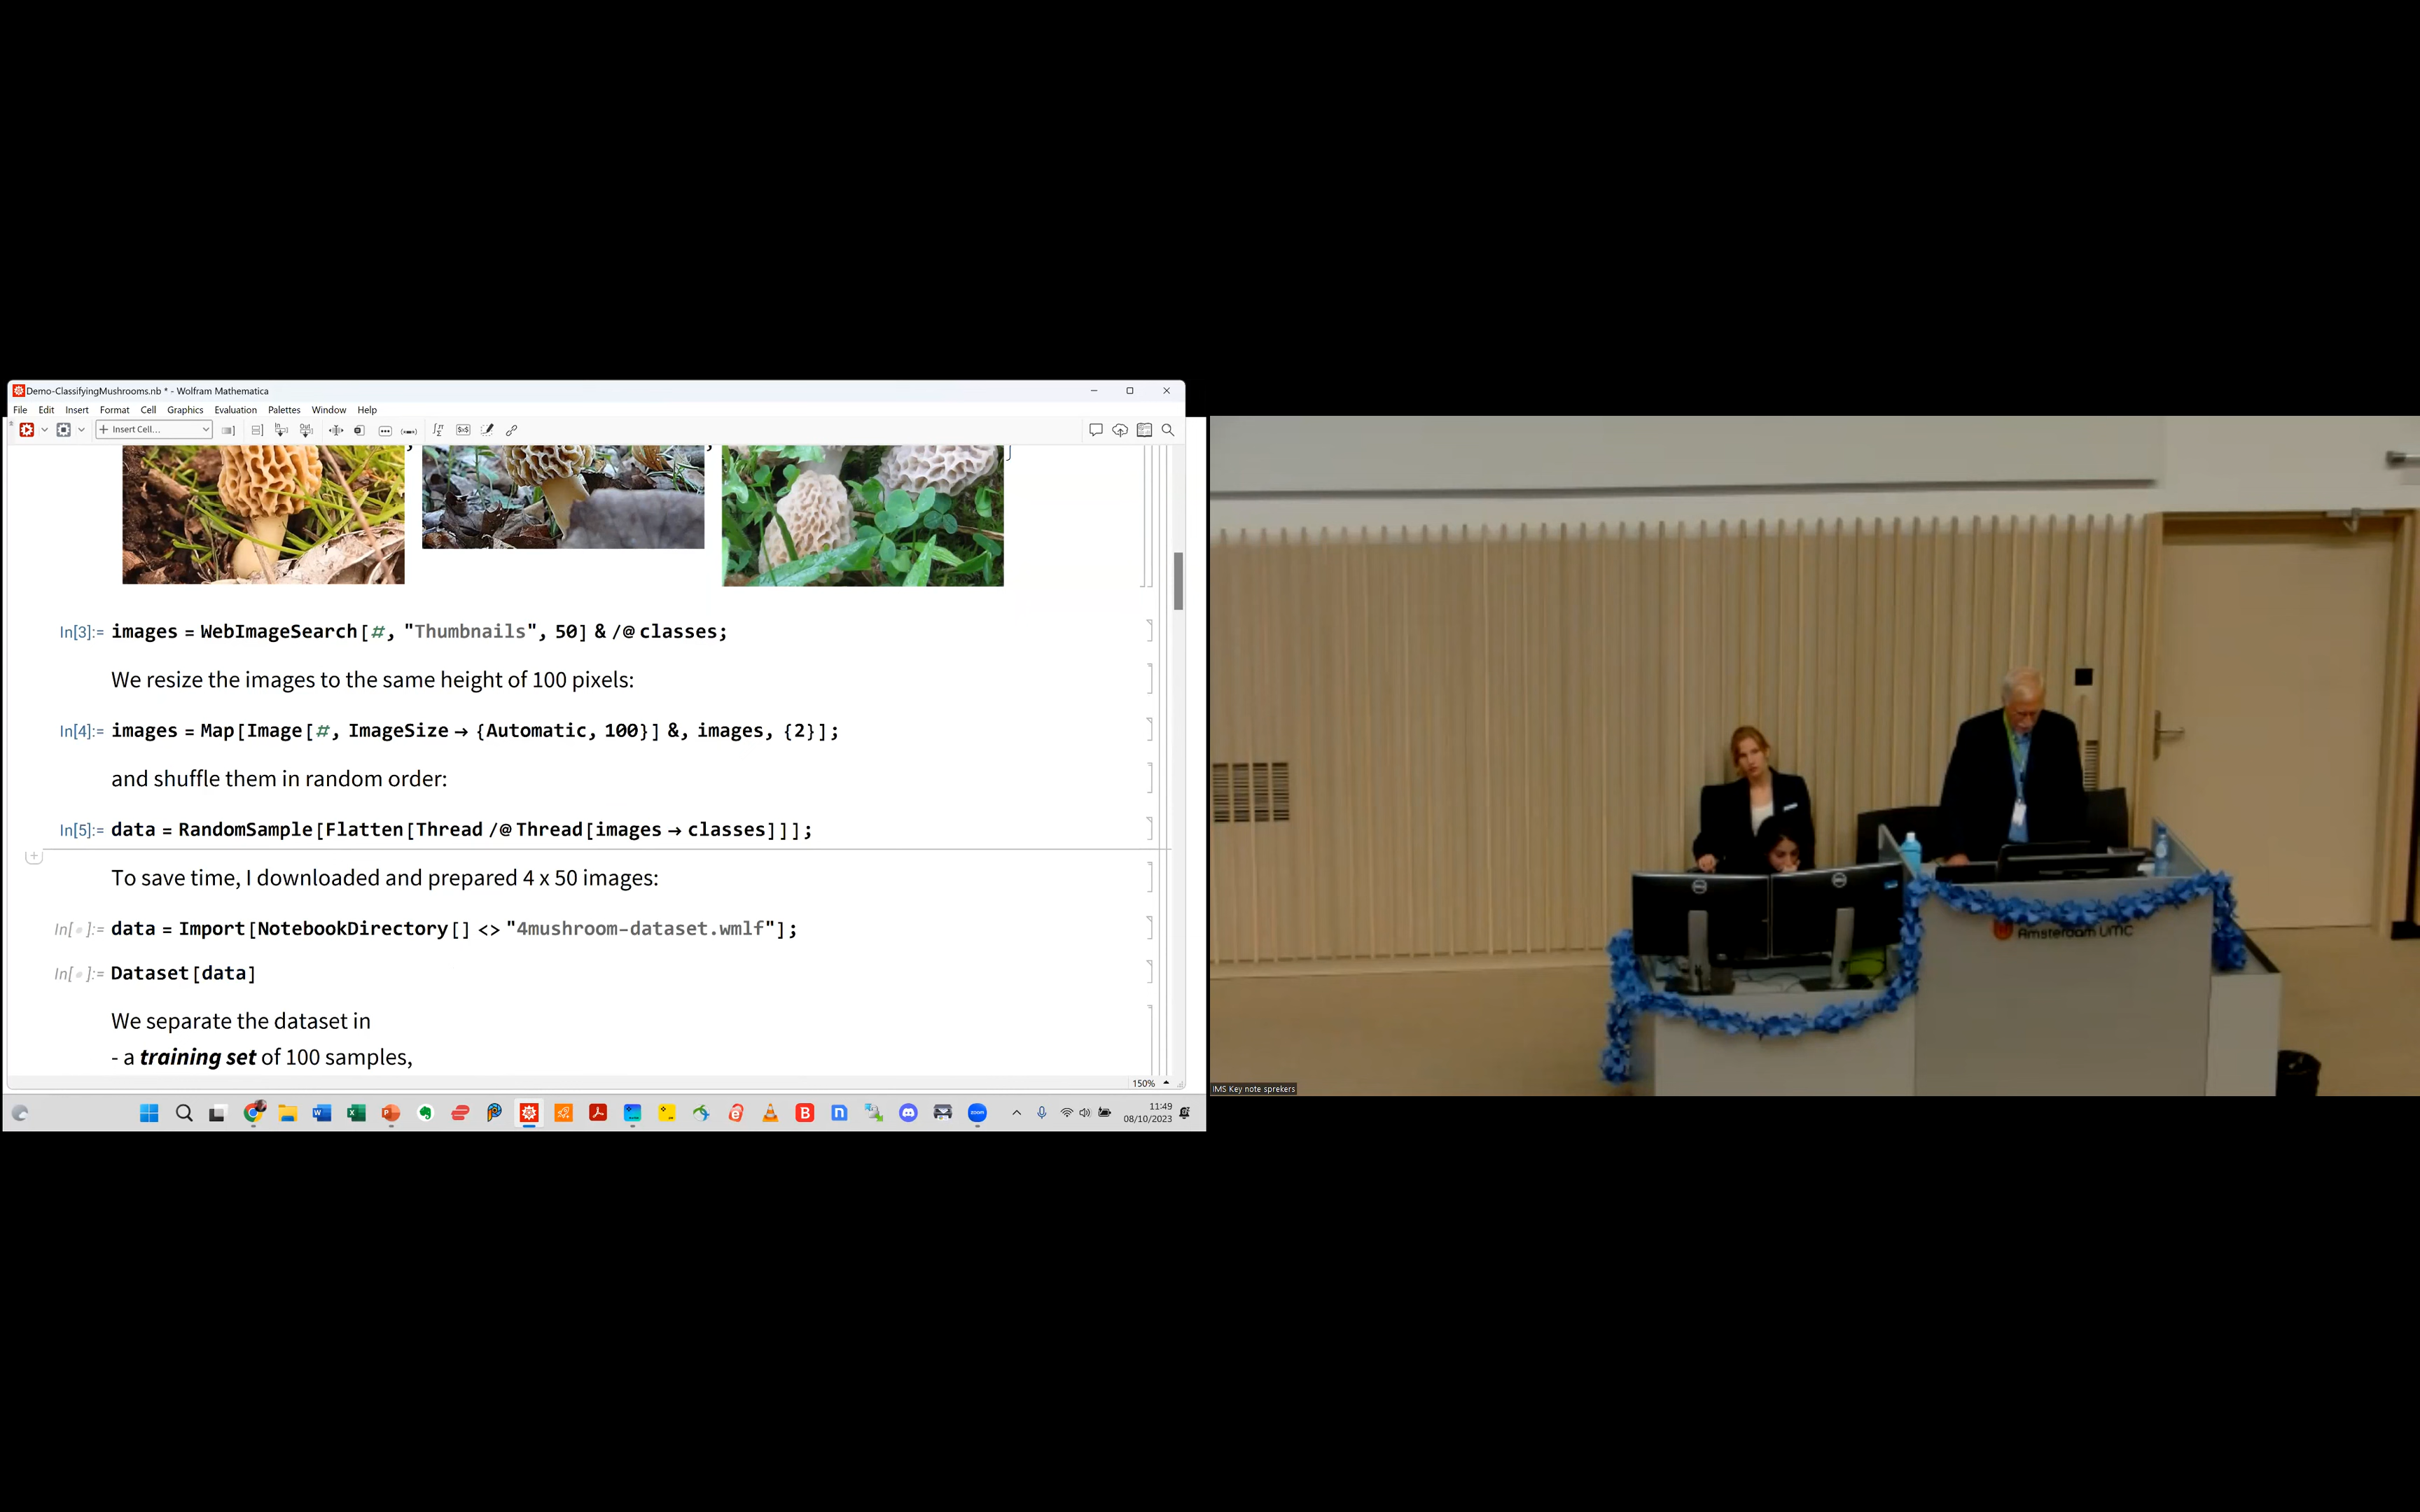 Demo-ClassifyingMushrooms.nb * - Wolfram Mathematica
File Edit Insert Format Cell Graphics Evaluation Palettes Window Help
Insert Cell...
In[3]:= images = WebImageSearch[#, "Thumbnails", 50] & /@ classes;
We resize the images to the same height of 100 pixels:
In[4]:= images = Map[Image[#, ImageSize → {Automatic, 100}] &, images, {2}];
and shuffle them in random order:
In[5]:= data = RandomSample[Flatten[Thread /@ Thread[images → classes]]];
To save time, I downloaded and prepared 4 x 50 images:
In[ ]:= data = Import[NotebookDirectory[] <> "4mushroom-dataset.wmlf"];
In[ ]:= Dataset[data]
We separate the dataset in
- a training set of 100 samples,
150%
11:49
08/10/2023
Amsterdam UMC
IMS Key note sprekers